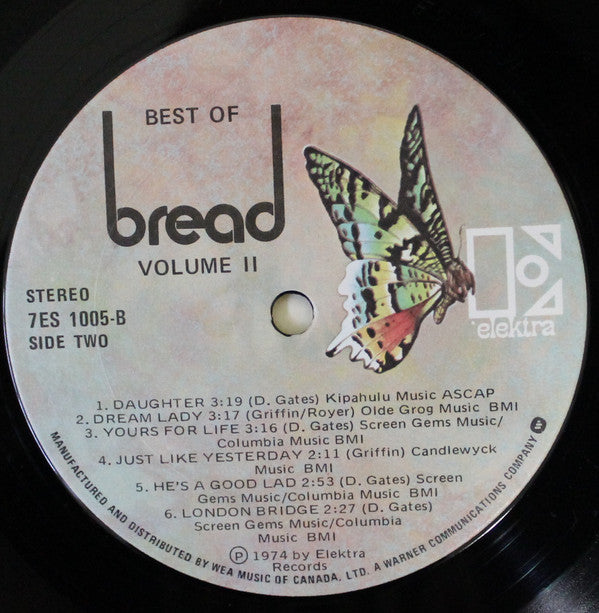 BEST OF
bread
VOLUME II
STEREO
7ES 1005-B
SIDE TWO
elektra
1. DAUGHTER 3:19 (D. Gates) Kipahulu Music ASCAP
2. DREAM LADY 3:17 (Griffin/Royer) Olde Grog Music BMI
3. YOURS FOR LIFE 3:16 (D. Gates) Screen Gems Music/
Columbia Music BMI
4. JUST LIKE YESTERDAY 2:11 (Griffin) Candlewyck
Music BMI
5. HE'S A GOOD LAD 2:53 (D. Gates) Screen
Gems Music/Columbia Music BMI
6. LONDON BRIDGE 2:27 (D. Gates)
Screen Gems Music/Columbia
Music BMI
Ⓟ 1974 by Elektra
Records
MANUFACTURED AND DISTRIBUTED BY WEA MUSIC OF CANADA, LTD. A WARNER COMMUNICATIONS COMPANY